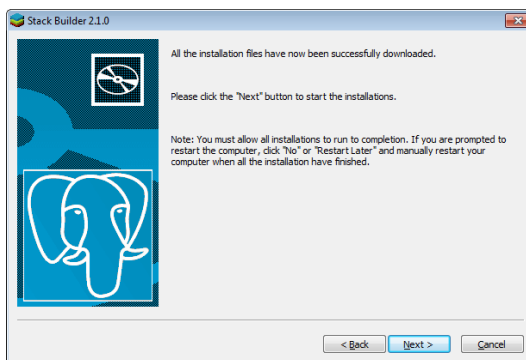 Stack Builder 2.1.0
All the installation files have now been successfully downloaded.
Please click the "Next" button to start the installations.
Note: You must allow all installations to run to completion. If you are prompted to
restart the computer, click "No" or "Restart Later" and manually restart your
computer when all the installation have finished.
< Back
Next >
Cancel